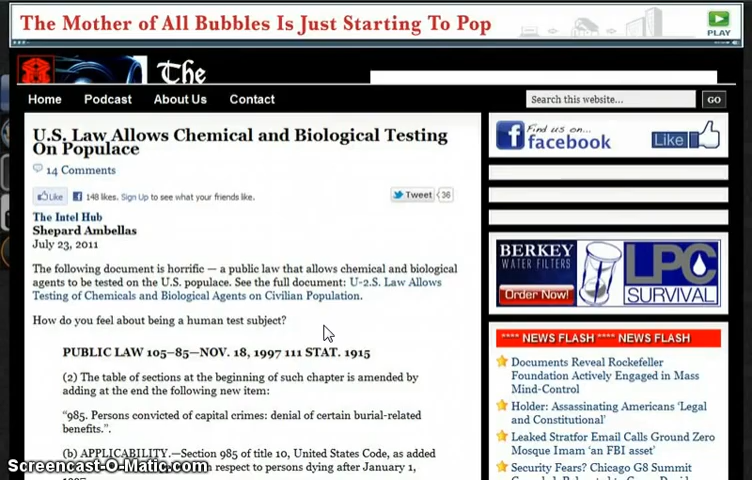 The Mother of All Bubbles Is Just Starting To Pop
PLAY
The
Home Podcast About Us Contact
Search this website...
GO
U.S. Law Allows Chemical and Biological Testing
On Populace
14 Comments
Like
148 likes. Sign Up to see what your friends like.
Tweet
36
The Intel Hub
Shepard Ambellas
July 23, 2011
The following document is horrific — a public law that allows chemical and biological
agents to be tested on the U.S. populace. See the full document: U-2.S. Law Allows
Testing of Chemicals and Biological Agents on Civilian Population.
How do you feel about being a human test subject?
PUBLIC LAW 105–85—NOV. 18, 1997 111 STAT. 1915
(2) The table of sections at the beginning of such chapter is amended by
adding at the end the following new item:
“985. Persons convicted of capital crimes: denial of certain burial-related
benefits.”.
(b) APPLICABILITY.—Section 985 of title 10, United States Code, as added
h respect to persons dying after January 1,
Find us on...
facebook
Like
BERKEY
WATER FILTERS
Order Now!
LPC
SURVIVAL
**** NEWS FLASH **** NEWS FLASH
Documents Reveal Rockefeller
Foundation Actively Engaged in Mass
Mind-Control
Holder: Assassinating Americans ‘Legal
and Constitutional’
Leaked Stratfor Email Calls Ground Zero
Mosque Imam ‘an FBI asset’
Security Fears? Chicago G8 Summit
Screencast-O-Matic.com